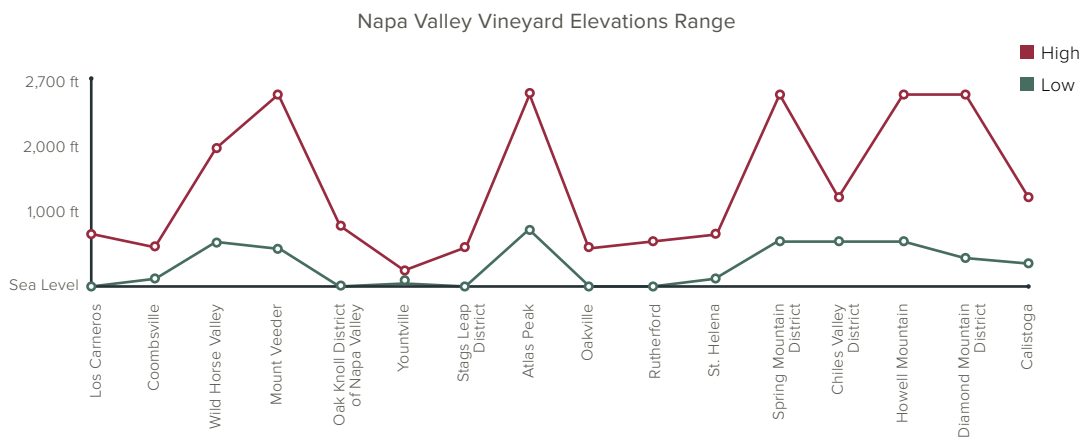 Napa Valley Vineyard Elevations Range
High
Low
2,700 ft
2,000 ft
1,000 ft
Sea Level
Los Carneros
Coombsville
Wild Horse Valley
Mount Veeder
Oak Knoll District
of Napa Valley
Yountville
Stags Leap
District
Atlas Peak
Oakville
Rutherford
St. Helena
Spring Mountain
District
Chiles Valley
District
Howell Mountain
Diamond Mountain
District
Calistoga